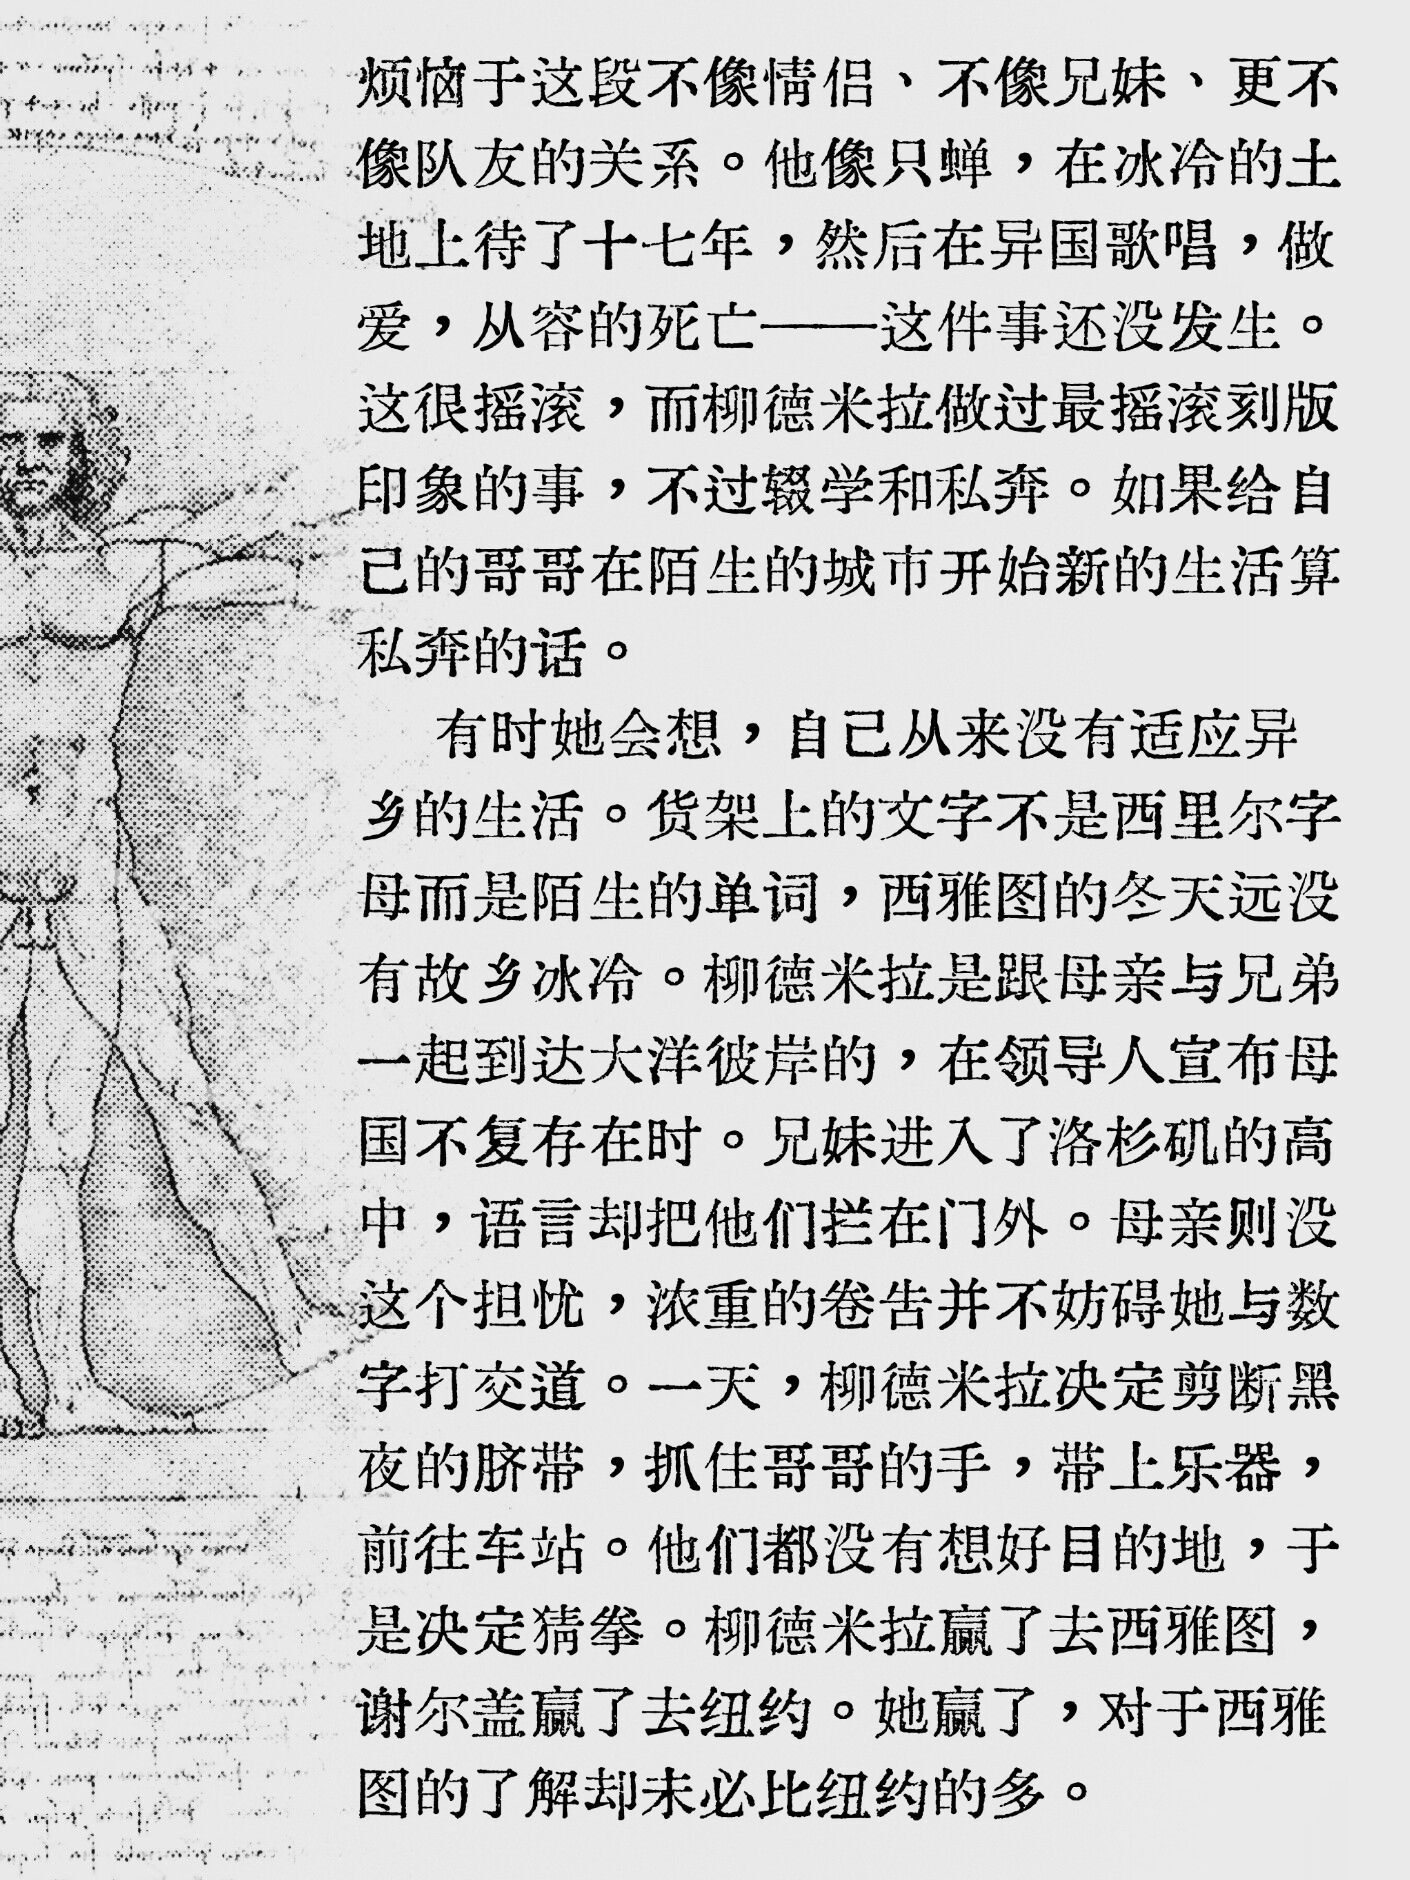 烦恼于这段不像情侣、不像兄妹、更不
像队友的关系。他像只蝉，在冰冷的土
地上待了十七年，然后在异国歌唱，做
爱，从容的死亡——这件事还没发生。
这很摇滚，而柳德米拉做过最摇滚刻版
印象的事，不过辍学和私奔。如果给自
己的哥哥在陌生的城市开始新的生活算
私奔的话。
有时她会想，自己从来没有适应异
乡的生活。货架上的文字不是西里尔字
母而是陌生的单词，西雅图的冬天远没
有故乡冰冷。柳德米拉是跟母亲与兄弟
一起到达大洋彼岸的，在领导人宣布母
国不复存在时。兄妹进入了洛杉矶的高
中，语言却把他们拦在门外。母亲则没
这个担忧，浓重的卷舌并不妨碍她与数
字打交道。一天，柳德米拉决定剪断黑
夜的脐带，抓住哥哥的手，带上乐器，
前往车站。他们都没有想好目的地，于
是决定猜拳。柳德米拉赢了去西雅图，
谢尔盖赢了去纽约。她赢了，对于西雅
图的了解却未必比纽约的多。